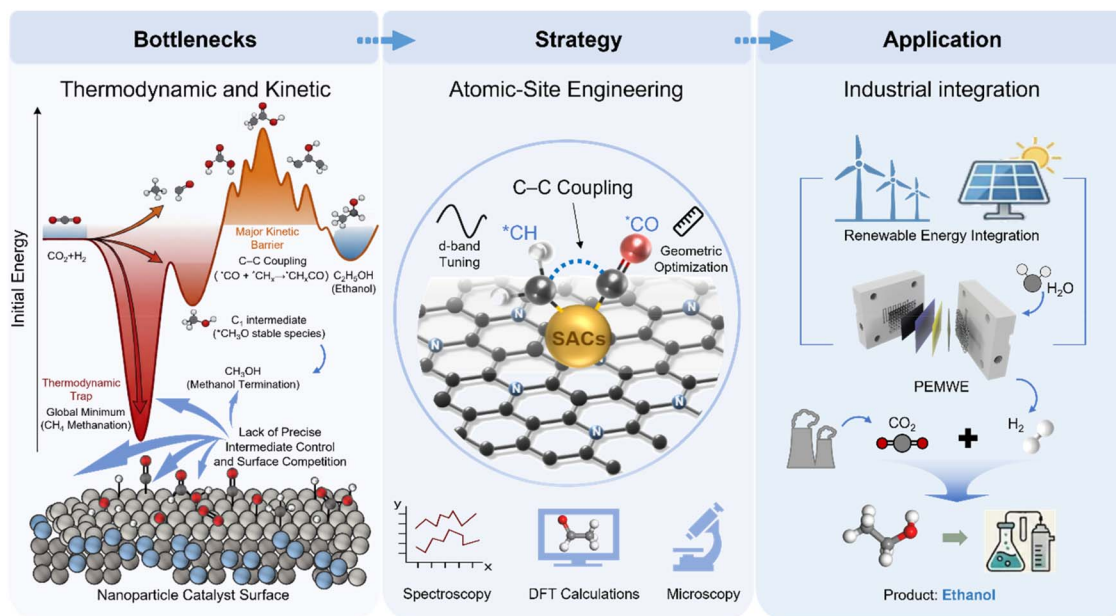 Bottlenecks
Strategy
Application
Thermodynamic and Kinetic
Initial Energy
CO₂+H₂
Major Kinetic
Barrier
C–C Coupling
(*CO + *CHₓ→*CHₓCO)
C₂H₅OH
(Ethanol)
C₁ intermediate
(*CH₃O stable species)
CH₃OH
(Methanol Termination)
Thermodynamic
Trap
Global Minimum
(CH₄ Methanation)
Lack of Precise
Intermediate Control
and Surface Competition
Nanoparticle Catalyst Surface
Atomic-Site Engineering
C–C Coupling
*CH
*CO
d-band
Tuning
Geometric
Optimization
SACs
N
N
N
N
N
N
y
x
Spectroscopy
DFT Calculations
Microscopy
Industrial integration
Renewable Energy Integration
H₂O
PEMWE
CO₂
+
H₂
Product: Ethanol